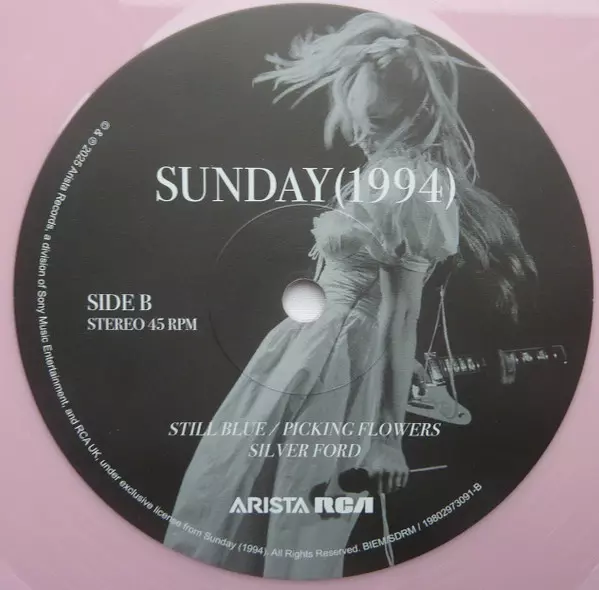 SUNDAY (1994)
SIDE B
STEREO 45 RPM
STILL BLUE / PICKING FLOWERS
SILVER FORD
ARISTA RCA
© & ℗ 2025 Arista Records, a division of Sony Music Entertainment, and RCA UK, under exclusive license from Sunday (1994). All Rights Reserved. BIEM/SDRM / 19802973091-B